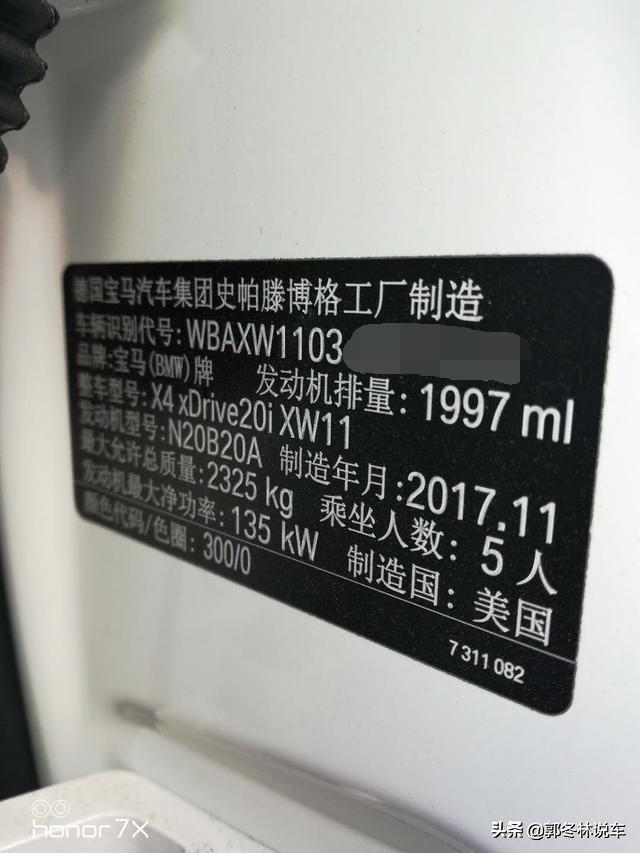 德国宝马汽车集团史帕滕博格工厂制造
车辆识别代号:WBAXW1103
品牌:宝马(BMW)牌 发动机排量:1997 ml
整车型号:X4 xDrive20i XW11
发动机型号:N20B20A 制造年月:2017.11
最大允许总质量:2325 kg 乘坐人数:5人
发动机最大净功率:135 kW 制造国:美国
颜色代码/色圈:300/0
7 311 082
honor 7X
头条 @郭冬林说车